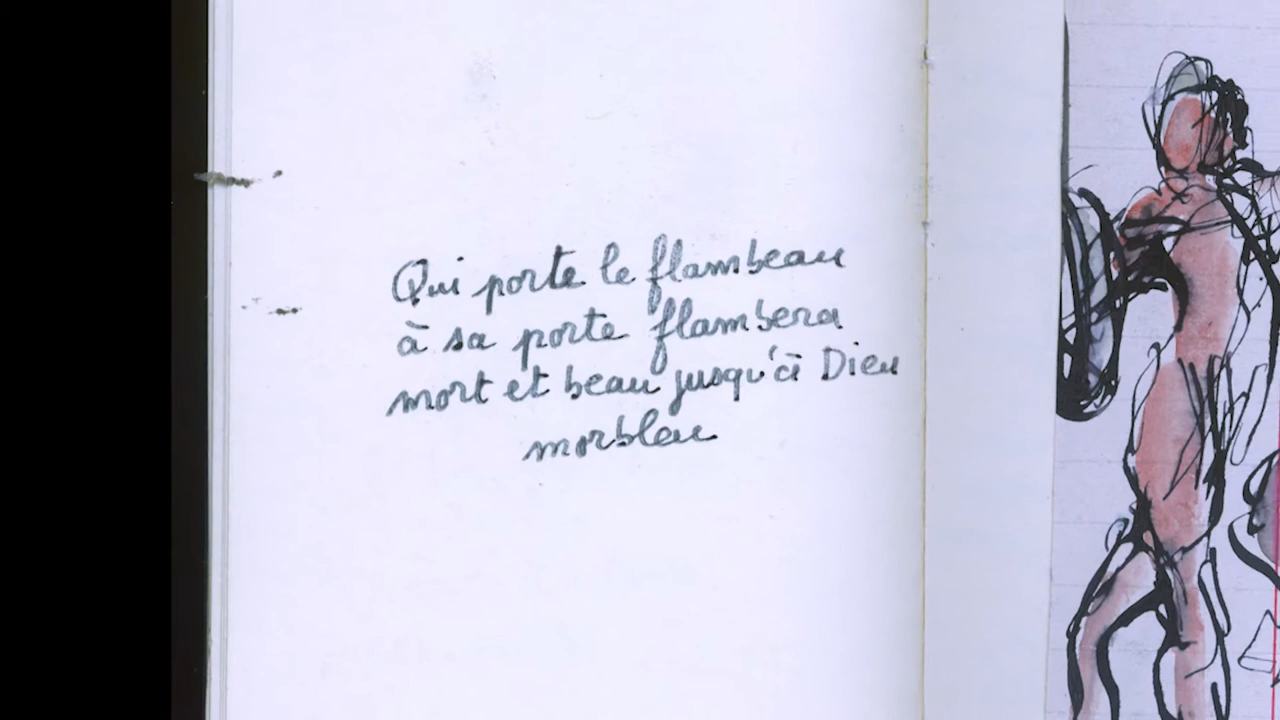 Qui porte le flambeau
à sa porte flambera
mort et beau jusqu'à Dieu
morbleu